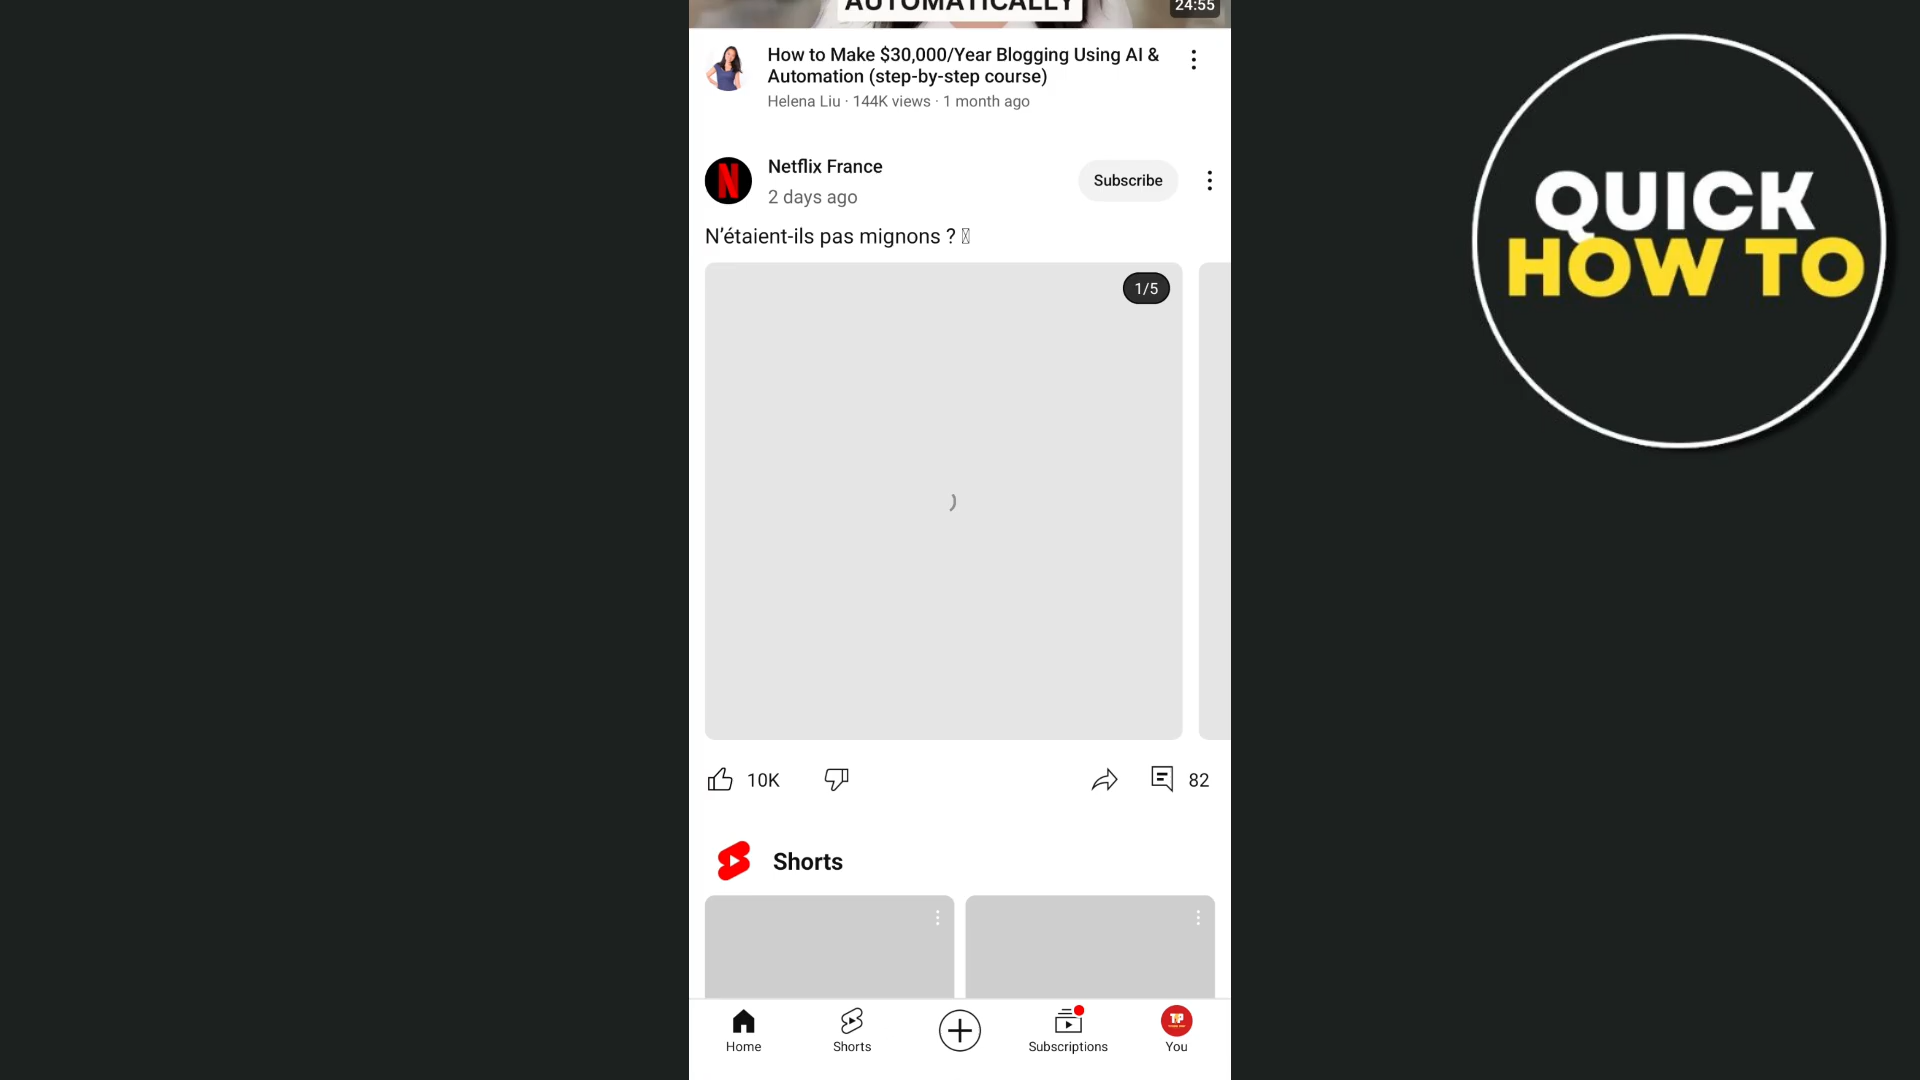 AUTOMATICALLY
24:55
How to Make $30,000/Year Blogging Using AI &
Automation (step-by-step course)
Helena Liu · 144K views · 1 month ago
Netflix France
2 days ago
Subscribe
N’étaient-ils pas mignons ?
1/5
10K
82
Shorts
Home
Shorts
Subscriptions
You
QUICK
HOW TO